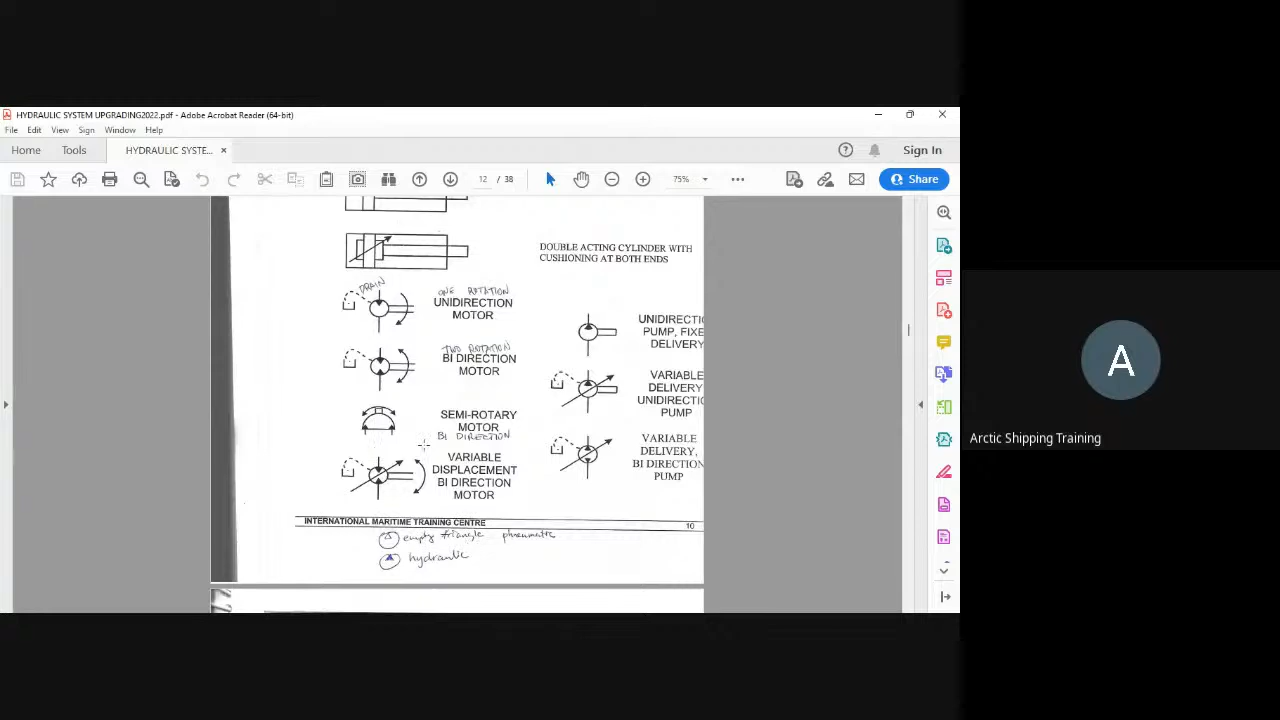 HYDRAULIC SYSTEM UPGRADING2022.pdf - Adobe Acrobat Reader (64-bit)
File Edit View Sign Window Help
Home Tools HYDRAULIC SYSTE... × Sign In
12 / 38 75% Share
DOUBLE ACTING CYLINDER WITH
CUSHIONING AT BOTH ENDS
DRAIN
ONE ROTATION
UNIDIRECTION
MOTOR
TWO ROTATION
BI DIRECTION
MOTOR
SEMI-ROTARY
MOTOR
BI DIRECTION
VARIABLE
DISPLACEMENT
BI DIRECTION
MOTOR
UNIDIRECTIO
PUMP, FIXE
DELIVERY
VARIABLE
DELIVERY
UNIDIRECTIO
PUMP
VARIABLE
DELIVERY,
BI DIRECTION
PUMP
INTERNATIONAL MARITIME TRAINING CENTRE 10
empty triangle pneumatic
hydraulic
A
Arctic Shipping Training